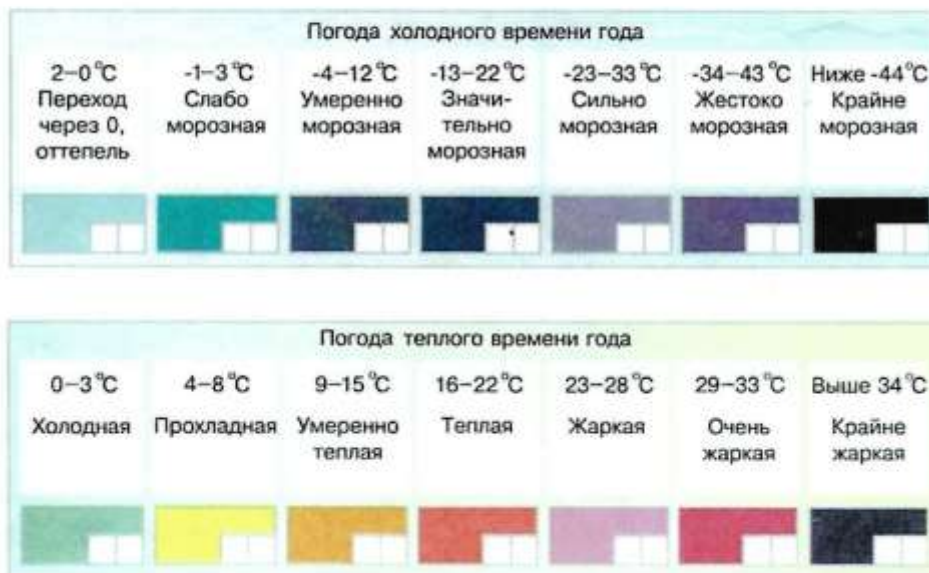 Погода холодного времени года
2–0 °C
Переход
через 0,
оттепель
-1–3 °C
Слабо
морозная
-4–12 °C
Умеренно
морозная
-13–22 °C
Значи-
тельно
морозная
-23–33 °C
Сильно
морозная
-34–43 °C
Жестоко
морозная
Ниже -44 °C
Крайне
морозная
Погода теплого времени года
0–3 °C
Холодная
4–8 °C
Прохладная
9–15 °C
Умеренно
теплая
16–22 °C
Теплая
23–28 °C
Жаркая
29–33 °C
Очень
жаркая
Выше 34 °C
Крайне
жаркая